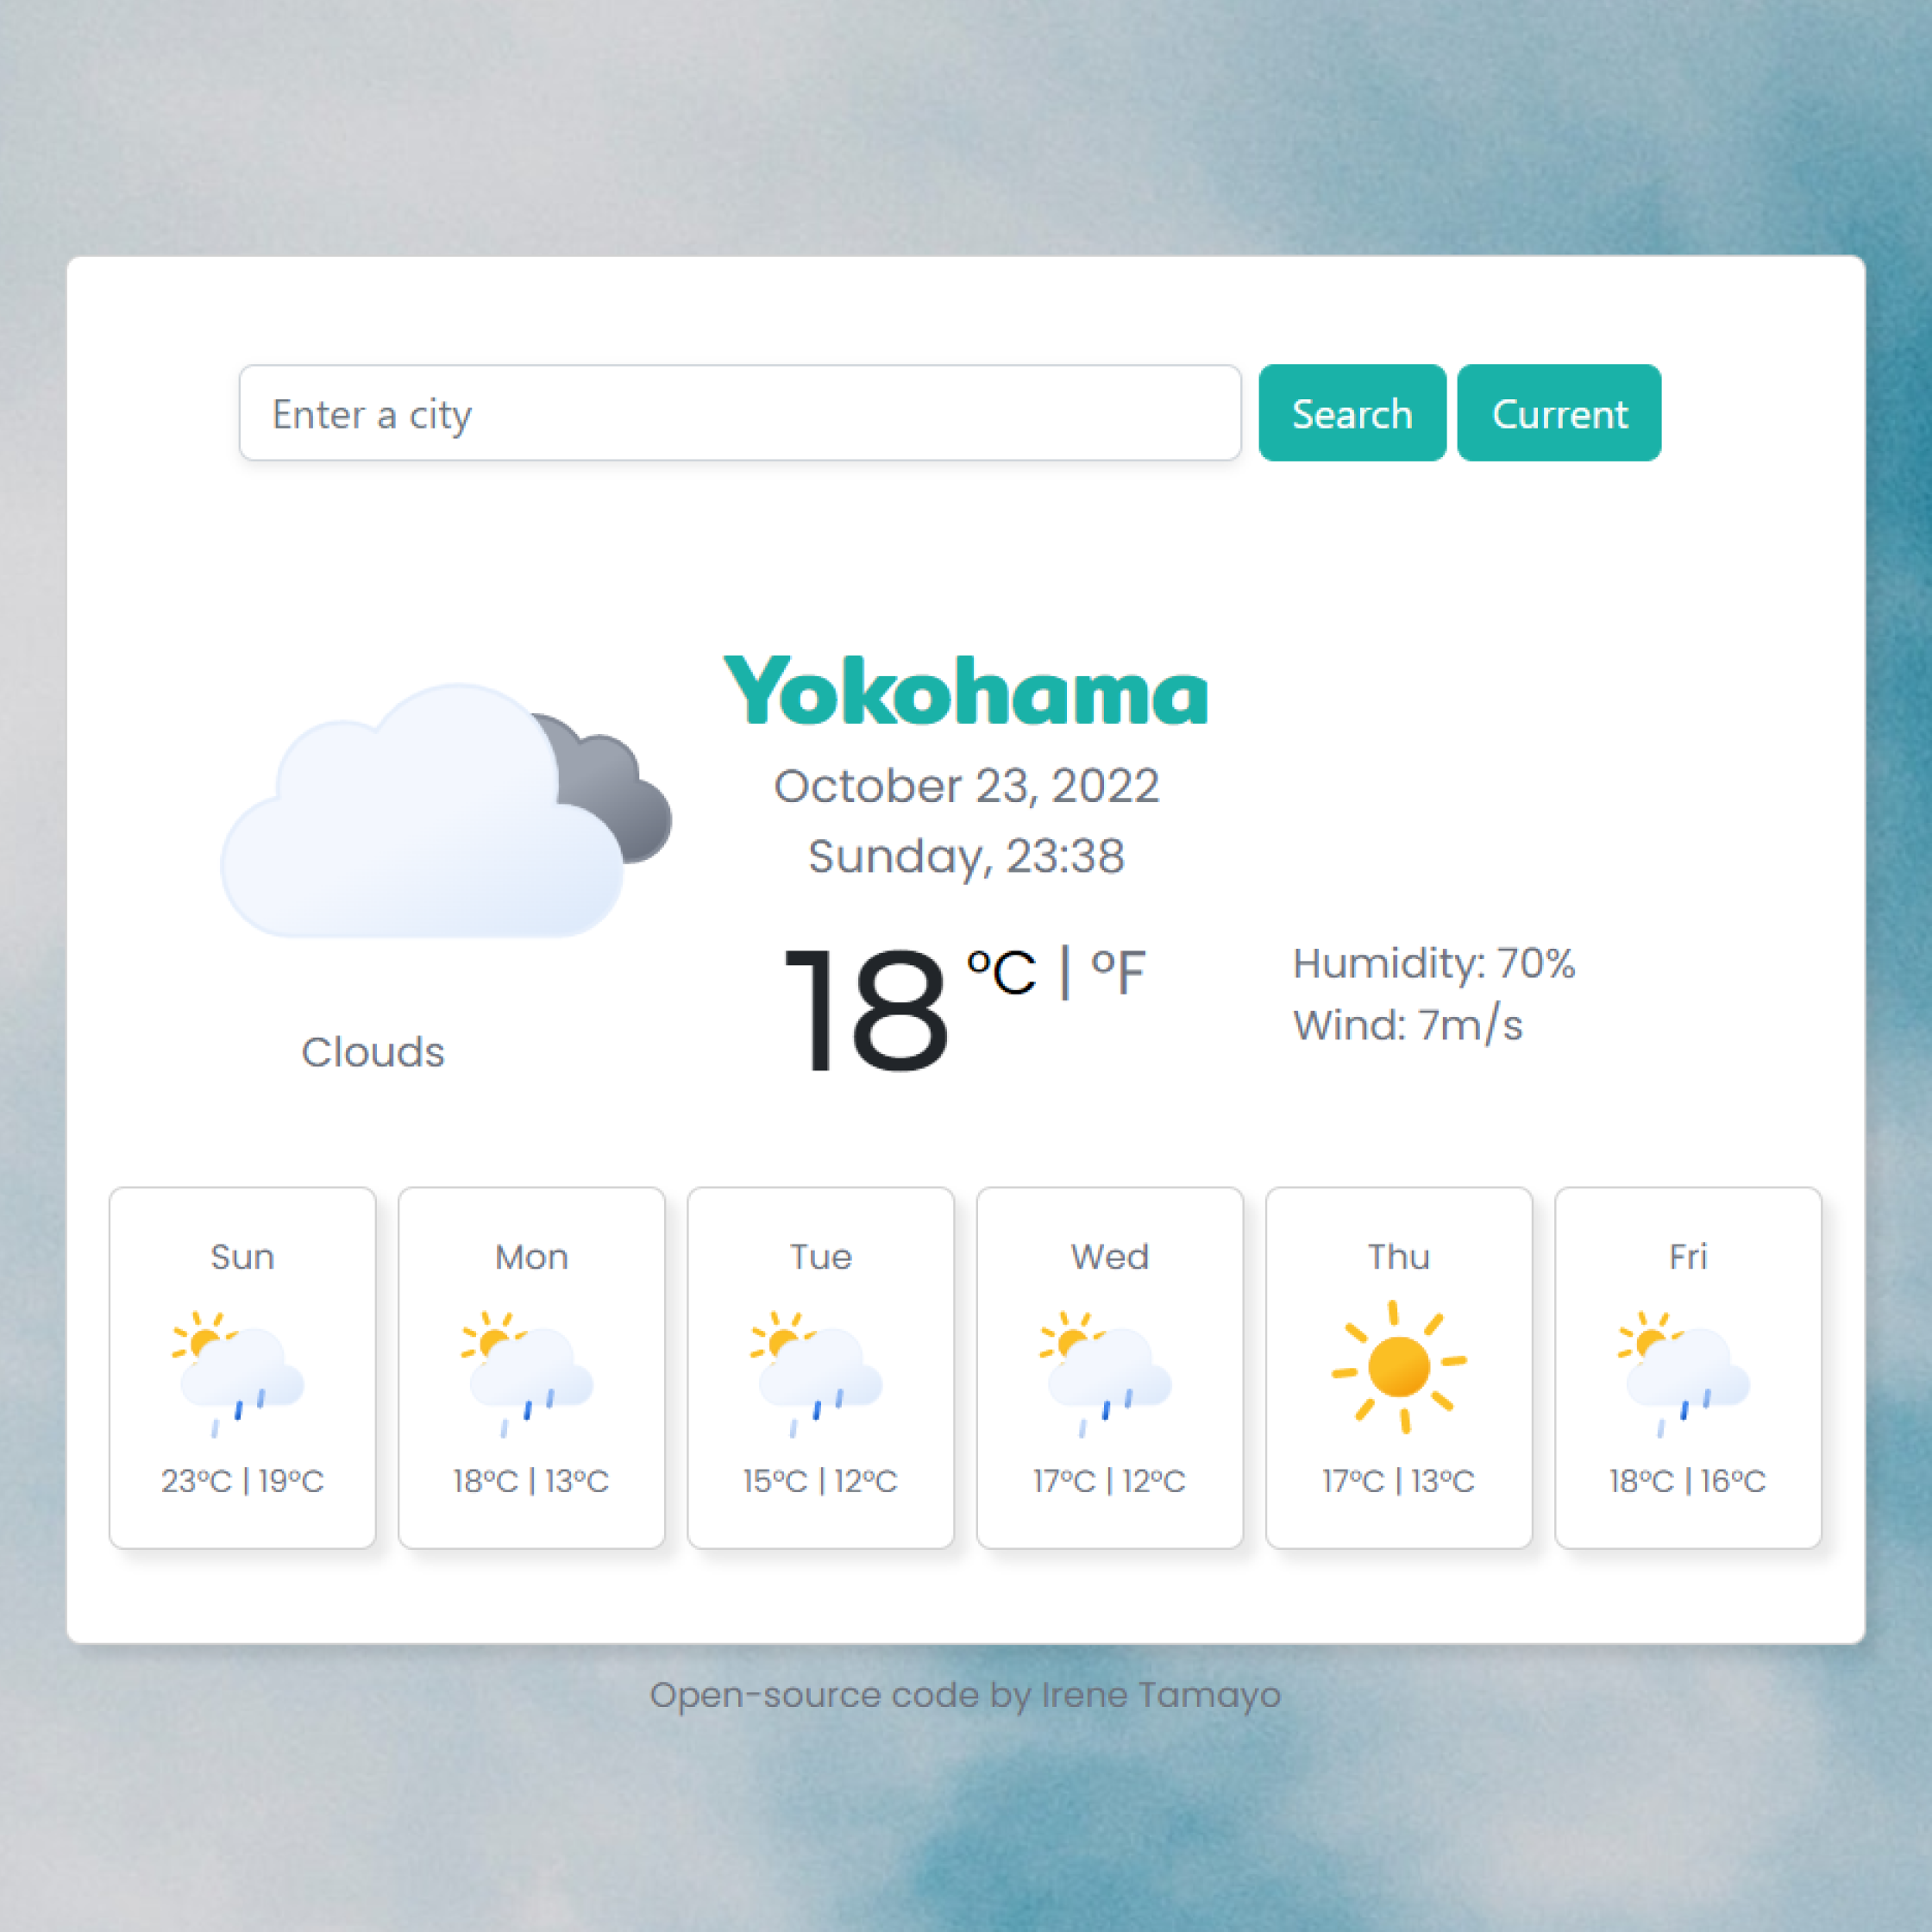 Enter a city
Search
Current
Yokohama
October 23, 2022
Sunday, 23:38
18 °C | °F
Humidity: 70%
Wind: 7m/s
Clouds
Sun
Mon
Tue
Wed
Thu
Fri
23°C | 19°C
18°C | 13°C
15°C | 12°C
17°C | 12°C
17°C | 13°C
18°C | 16°C
Open-source code by Irene Tamayo